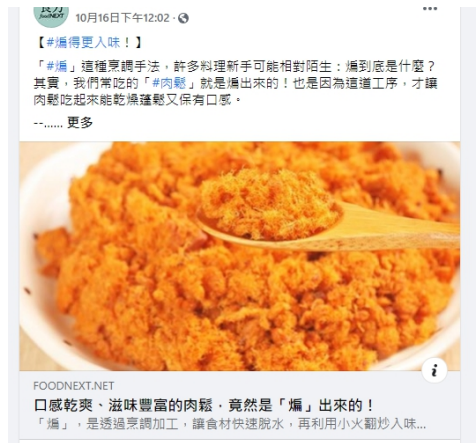 食力
foodNEXT
10月16日下午12:02 ·
【#煸得更入味!】
「#煸」這種烹調手法,許多料理新手可能相對陌生:煸到底是什麼?
其實,我們常吃的「#肉鬆」就是煸出來的!也是因為這道工序,才讓
肉鬆吃起來能乾燥蓬鬆又保有口感。
--...... 更多
FOODNEXT.NET
口感乾爽、滋味豐富的肉鬆,竟然是「煸」出來的!
「煸」,是透過烹調加工,讓食材快速脫水,再利用小火翻炒入味...